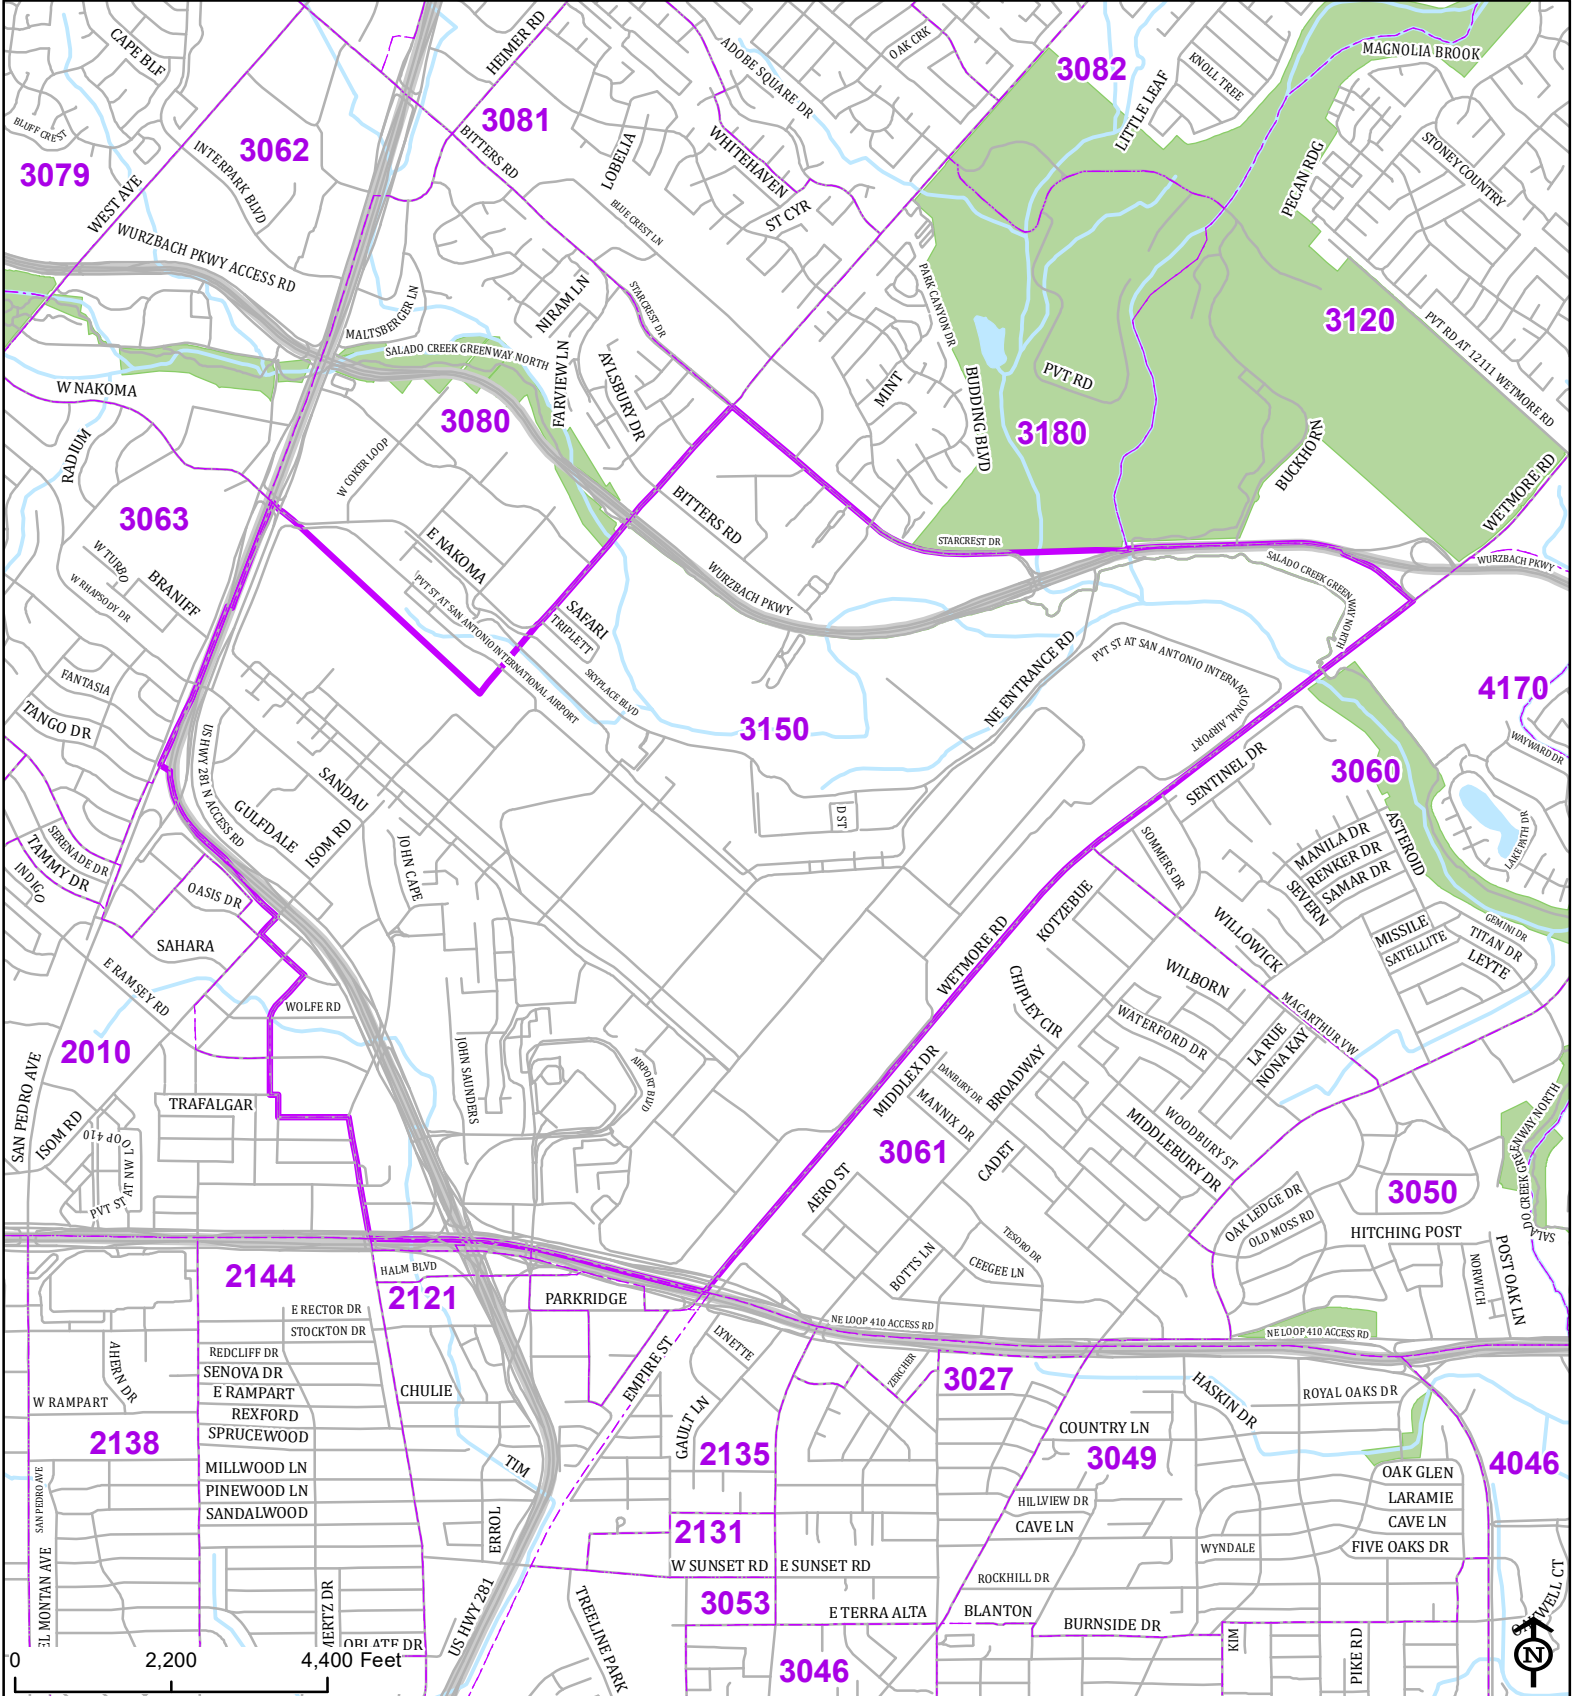 CAPE BLF
HEIMER RD
ADOBE SQUARE DR
OAK CRK
3082
KNOLL TREE
MAGNOLIA BROOK
LITTLE LEAF
BLUFF CREST
3079
3062
INTERPARK BLVD
3081
BITTERS RD
LOBELIA
WHITEHAVEN
ST CYR
BLUE CREST LN
PECAN RDG
STONEY COUNTRY
WEST AVE
WURZBACH PKWY ACCESS RD
MALTSBERGER LN
NIRAM LN
STARCREST DR
PARK CANYON DR
3120
PVT RD AT 12111 WETMORE RD
SALADO CREEK GREENWAY NORTH
FARVIEW LN
AYLSBURY DR
MINT
BUDDING BLVD
PVT RD
W NAKOMA
3080
3180
RADIUM
W COKER LOOP
BUCKHORN
WETMORE RD
3063
BITTERS RD
STARCREST DR
E NAKOMA
WURZBACH PKWY
WURZBACH PKWY
SALADO CREEK GREENWAY NORTH
W TURBO
W RHAPSODY DR
BRANIFF
PVT ST AT SAN ANTONIO INTERNATIONAL AIRPORT
SAFARI
TRIPLETT
SKYPLACE BLVD
NE ENTRANCE RD
PVT ST AT SAN ANTONIO INTERNATIONAL AIRPORT
FANTASIA
TANGO DR
3150
4170
WAYWARD DR
US HWY 281 N ACCESS RD
SANDAU
GULFDALE
ISOM RD
JOHN CAPE
D ST
SENTINEL DR
3060
SOMMERS DR
LAKEPATH DR
ASTEROID
MANILA DR
RENKER DR
SAMAR DR
SEVERN
SERENADE DR
TAMMY DR
INDIGO
OASIS DR
SAHARA
KOTZEBUE
WILLOWICK
MISSILE
SATELLITE
GEMINI DR
TITAN DR
LEYTE
WETMORE RD
WILBORN
MACARTHUR VW
E RAMSEY RD
WOLFE RD
CHIPLEY CIR
WATERFORD DR
LA RUE
NONA KAY
2010
SAN PEDRO AVE
JOHN SAUNDERS
AIRPORT BLVD
MIDDLEX DR
DANBURY DR
BROADWAY
MANNIX DR
TRAFALGAR
ISOM RD
PVT ST AT NW LOOP 410
3061
CADET
WOODBURY ST
MIDDLEBURY DR
AERO ST
SALADO CREEK GREENWAY NORTH
3050
OAK LEDGE DR
OLD MOSS RD
HITCHING POST
POST OAK LN
NORWICH
TESORO DR
CEEGEE LN
BOTTS LN
2144
HALM BLVD
2121
PARKRIDGE
NE LOOP 410 ACCESS RD
NE LOOP 410 ACCESS RD
E RECTOR DR
STOCKTON DR
REDCLIFF DR
SENOVA DR
E RAMPART
REXFORD
SPRUCEWOOD
MILLWOOD LN
PINEWOOD LN
SANDALWOOD
AHERN DR
W RAMPART
2138
CHULIE
EMPIRE ST
LYNETTE
ZERCHER
3027
HASKIN DR
ROYAL OAKS DR
COUNTRY LN
3049
GAULT LN
2135
4046
TIM
OAK GLEN
LARAMIE
CAVE LN
FIVE OAKS DR
HILLVIEW DR
CAVE LN
WYNDALE
SAN PEDRO AVE
ERROL
2131
W SUNSET RD
E SUNSET RD
ROCKHILL DR
3053
E TERRA ALTA
BLANTON
BURNSIDE DR
EL MONTAN AVE
MERTZ DR
OBLATE DR
US HWY 281
TREELINE PARK
3046
KIM
PIKE RD
0 2,200 4,400 Feet
N